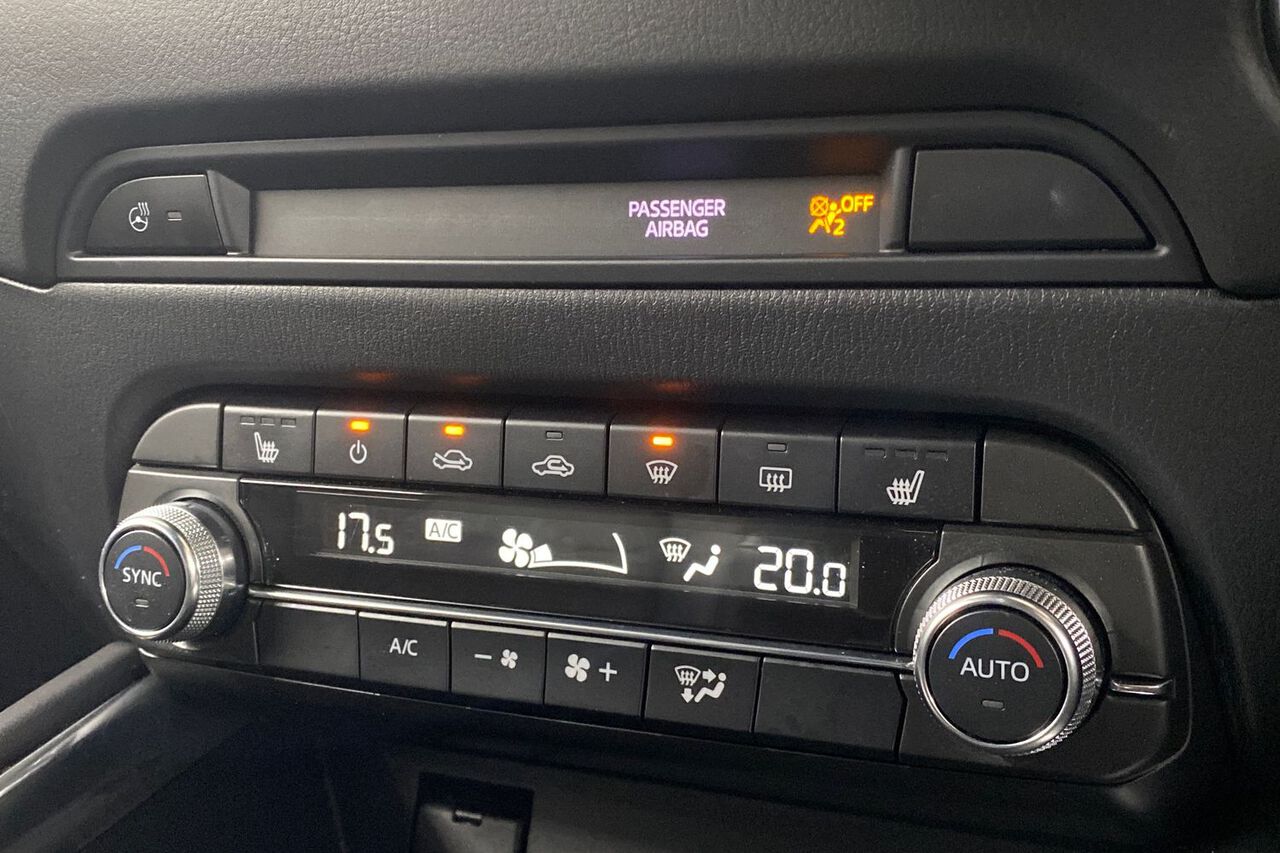 PASSENGER
AIRBAG
OFF
2
17.5
A/C
20.0
SYNC
A/C
-
+
AUTO